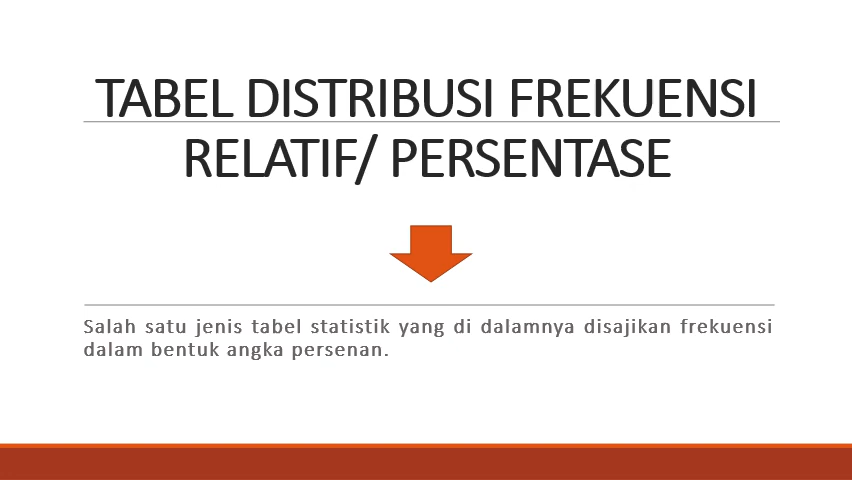 TABEL DISTRIBUSI FREKUENSI
RELATIF/ PERSENTASE
Salah satu jenis tabel statistik yang di dalamnya disajikan frekuensi
dalam bentuk angka persenan.